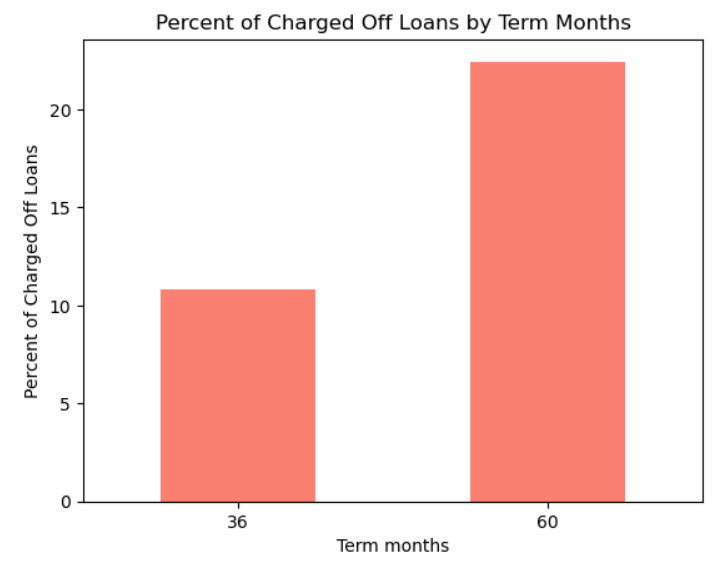 Percent of Charged Off Loans by Term Months
Percent of Charged Off Loans
20
15
10
5
0
36 60
Term months